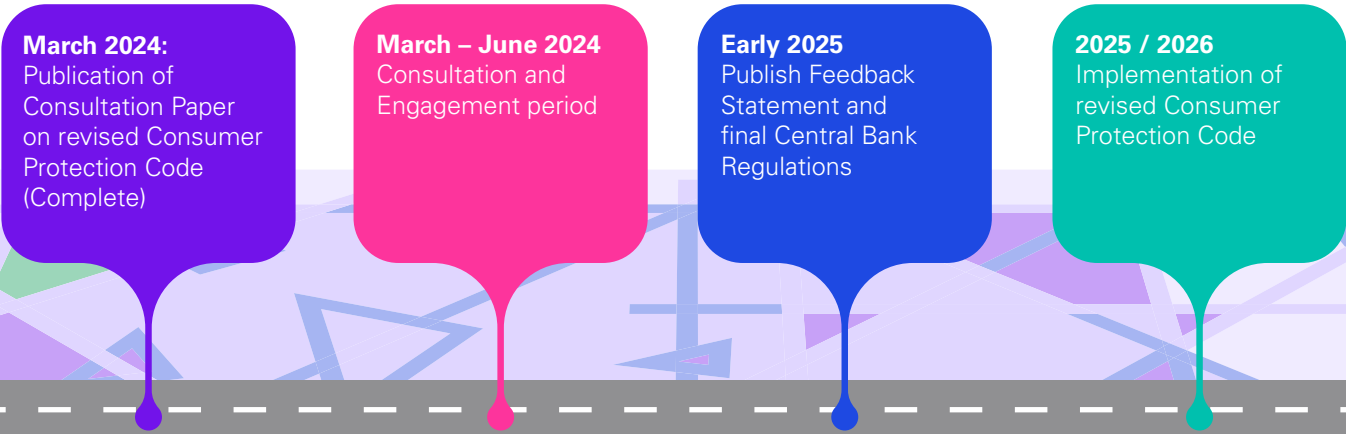 March 2024:
Publication of
Consultation Paper
on revised Consumer
Protection Code
(Complete)
March – June 2024
Consultation and
Engagement period
Early 2025
Publish Feedback
Statement and
final Central Bank
Regulations
2025 / 2026
Implementation of
revised Consumer
Protection Code